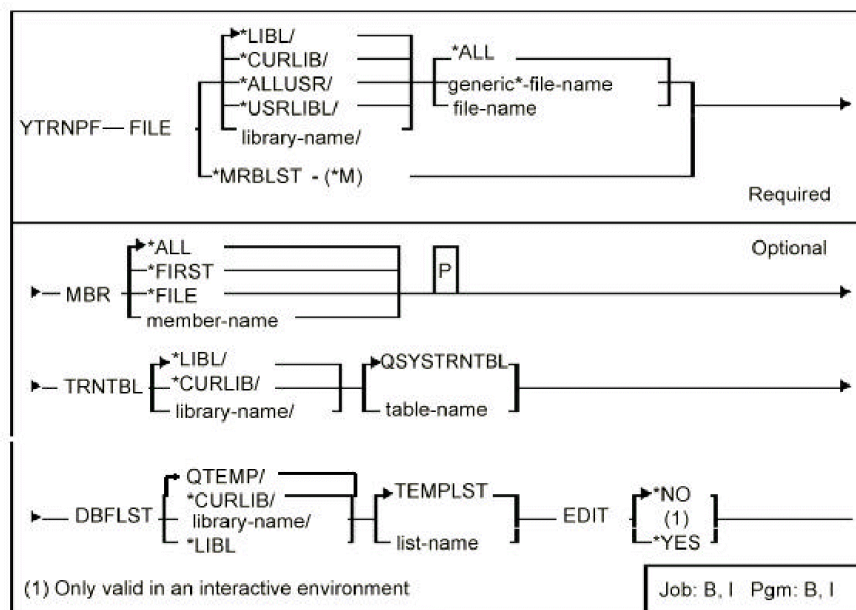 *LIBL/
*CURLIB/
*ALLUSR/
*USRLIBL/
library-name/
*ALL
generic*-file-name
file-name
YTRNPF — FILE
*MRBLST - (*M)
Required
Optional
MBR
*ALL
*FIRST
*FILE
member-name
P
TRNTBL
*LIBL/
*CURLIB/
library-name/
QSYSTRNTBL
table-name
DBFLST
QTEMP/
*CURLIB/
library-name/
*LIBL
TEMPLST
list-name
EDIT
*NO
(1)
*YES
(1) Only valid in an interactive environment
Job: B, I Pgm: B, I